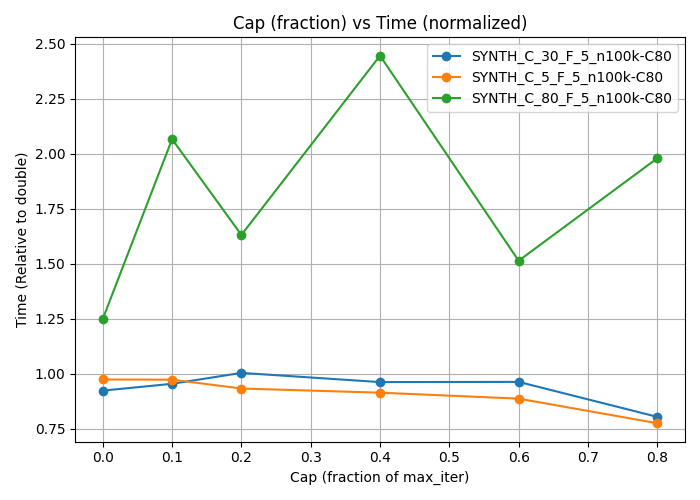 Cap (fraction) vs Time (normalized)
SYNTH_C_30_F_5_n100k-C80
SYNTH_C_5_F_5_n100k-C80
SYNTH_C_80_F_5_n100k-C80
Time (Relative to double)
2.50
2.25
2.00
1.75
1.50
1.25
1.00
0.75
0.0 0.1 0.2 0.3 0.4 0.5 0.6 0.7 0.8
Cap (fraction of max_iter)